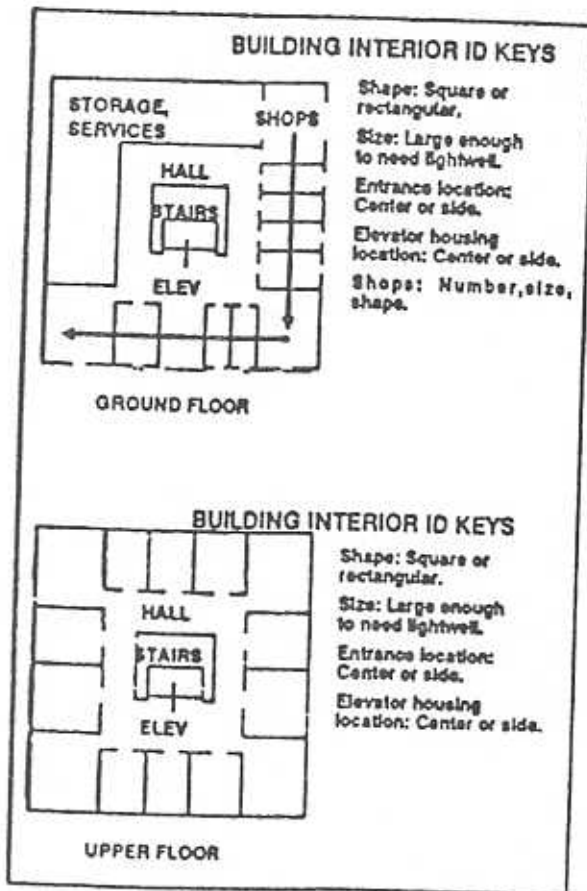 BUILDING INTERIOR ID KEYS
STORAGE,
SERVICES
SHOPS
HALL
STAIRS
ELEV
GROUND FLOOR
Shape: Square or
rectangular.
Size: Large enough
to need lightwell.
Entrance location:
Center or side.
Elevator housing
location: Center or side.
Shops: Number,size,
shape.
BUILDING INTERIOR ID KEYS
HALL
STAIRS
ELEV
UPPER FLOOR
Shape: Square or
rectangular.
Size: Large enough
to need lightwell.
Entrance location:
Center or side.
Elevator housing
location: Center or side.